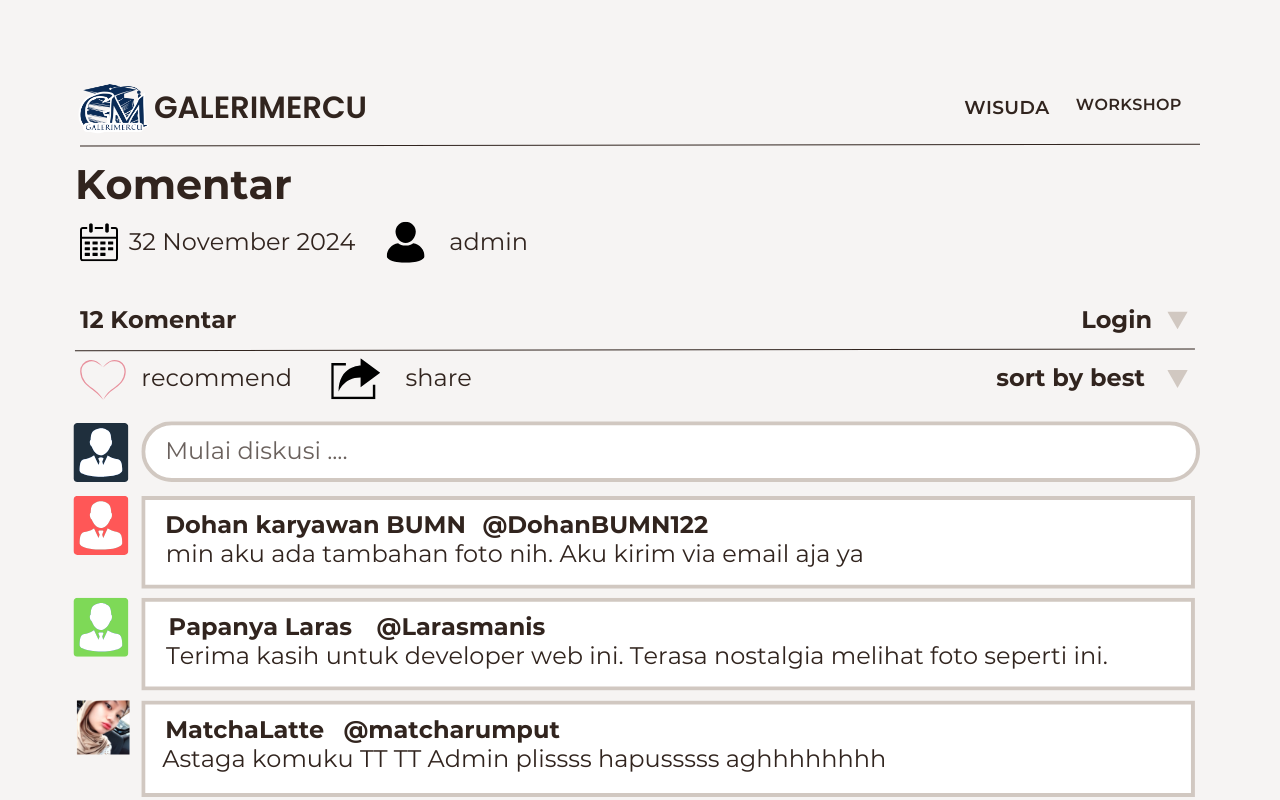 GALERIMERCU
GALERIMERCU
WISUDA
WORKSHOP
Komentar
32 November 2024
admin
12 Komentar
Login
recommend
share
sort by best
Mulai diskusi ....
Dohan karyawan BUMN @DohanBUMN122
min aku ada tambahan foto nih. Aku kirim via email aja ya
Papanya Laras @Larasmanis
Terima kasih untuk developer web ini. Terasa nostalgia melihat foto seperti ini.
MatchaLatte @matcharumput
Astaga komuku TT TT Admin plissss hapusssss aghhhhhhhh